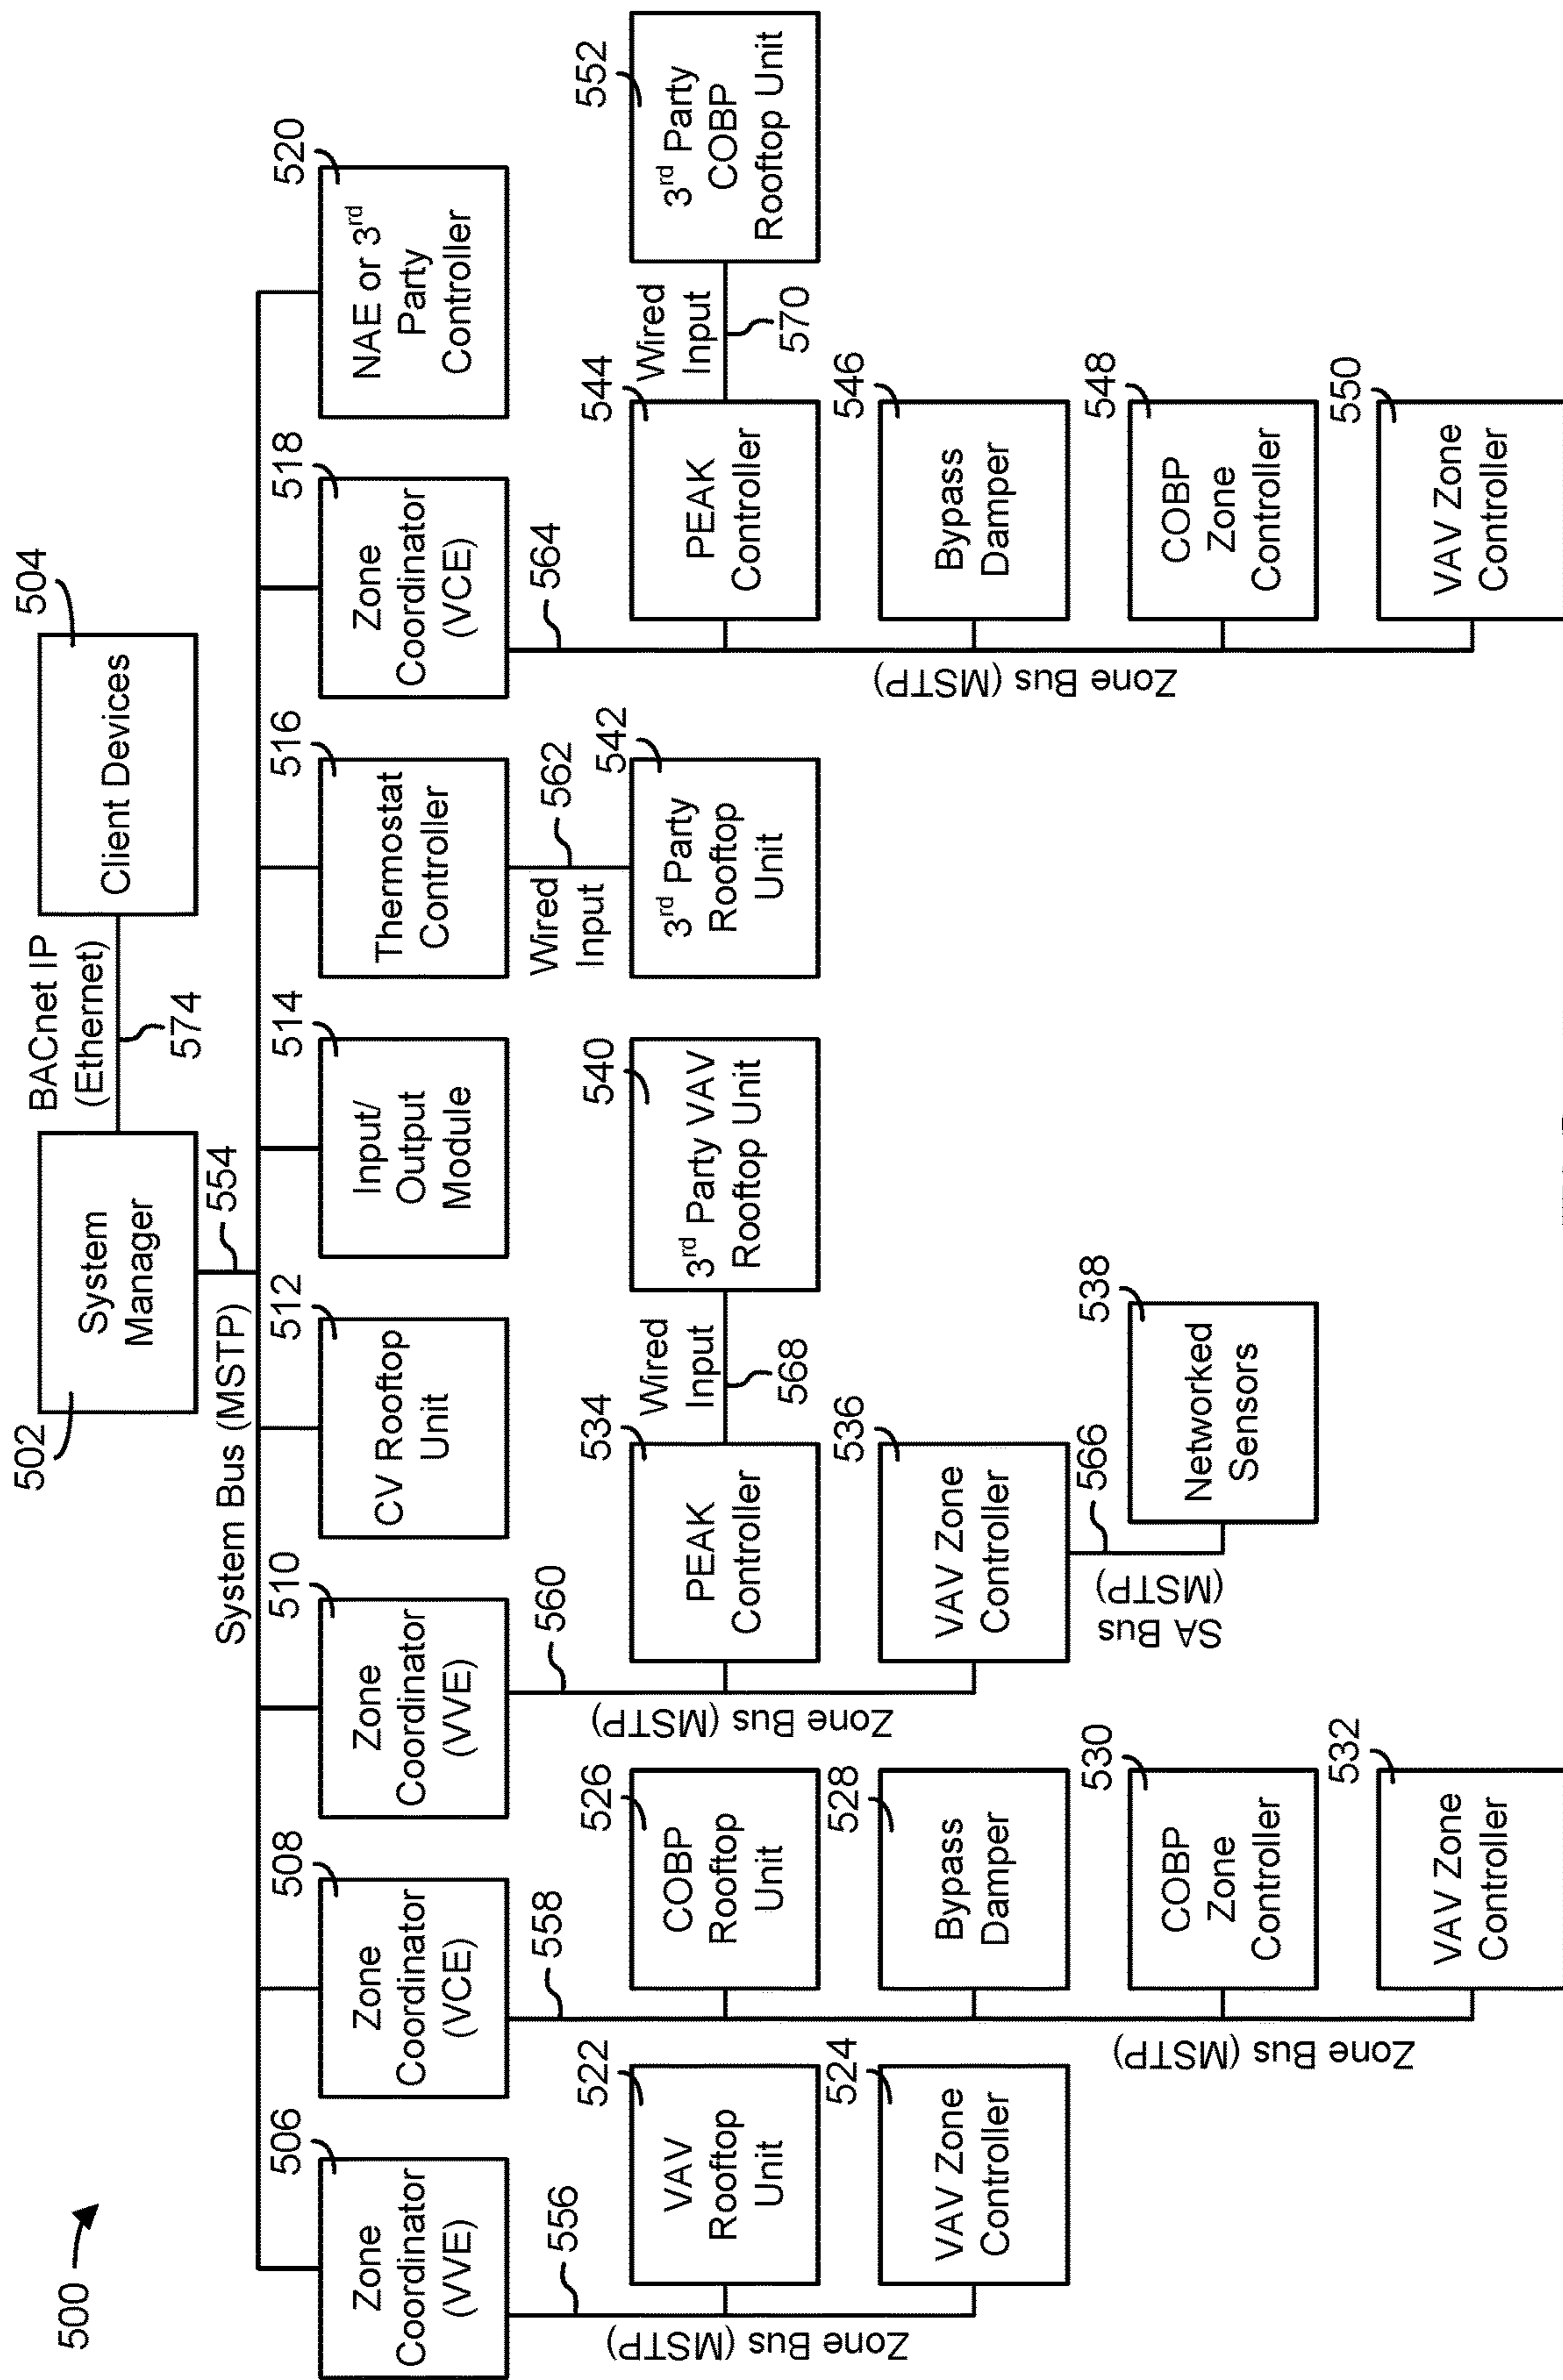 500
502
System
Manager
BACnet IP
(Ethernet)
574
504
Client Devices
System Bus (MSTP)
554
506
Zone
Coordinator
(VVE)
508
Zone
Coordinator
(VCE)
510
Zone
Coordinator
(VVE)
512
CV Rooftop
Unit
514
Input/
Output
Module
516
Thermostat
Controller
518
Zone
Coordinator
(VCE)
520
NAE or 3rd
Party
Controller
556
Zone Bus (MSTP)
522
VAV
Rooftop
Unit
524
VAV Zone
Controller
558
Zone Bus (MSTP)
526
COBP
Rooftop
Unit
528
Bypass
Damper
530
COBP
Zone
Controller
532
VAV Zone
Controller
560
Zone Bus (MSTP)
534
PEAK
Controller
Wired
Input
568
540
3rd Party VAV
Rooftop Unit
536
VAV Zone
Controller
566
SA Bus
(MSTP)
538
Networked
Sensors
Wired
Input
562
542
3rd Party
Rooftop
Unit
564
Zone Bus (MSTP)
544
PEAK
Controller
Wired
Input
570
552
3rd Party
COBP
Rooftop Unit
546
Bypass
Damper
548
COBP
Zone
Controller
550
VAV Zone
Controller